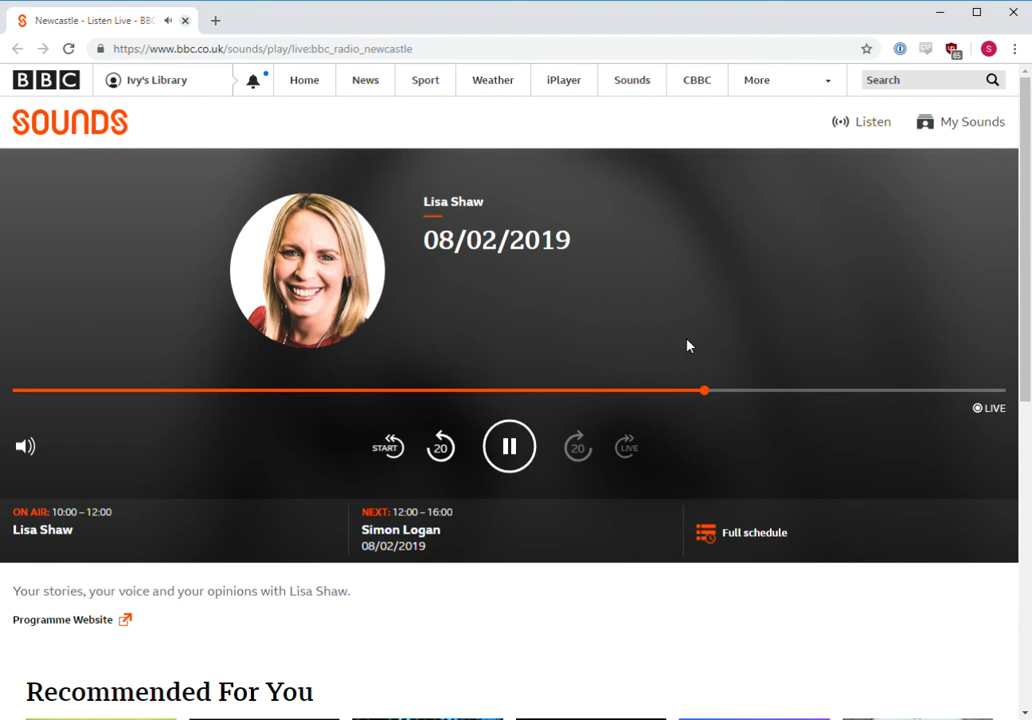 Newcastle - Listen Live - BBC
https://www.bbc.co.uk/sounds/play/live:bbc_radio_newcastle
65
S
BBC
Ivy's Library
Home
News
Sport
Weather
iPlayer
Sounds
CBBC
More
Search
SOUNDS
Listen
My Sounds
Lisa Shaw
08/02/2019
LIVE
START
20
20
LIVE
ON AIR: 10:00 – 12:00
Lisa Shaw
NEXT: 12:00 – 16:00
Simon Logan
08/02/2019
Full schedule
Your stories, your voice and your opinions with Lisa Shaw.
Programme Website
Recommended For You